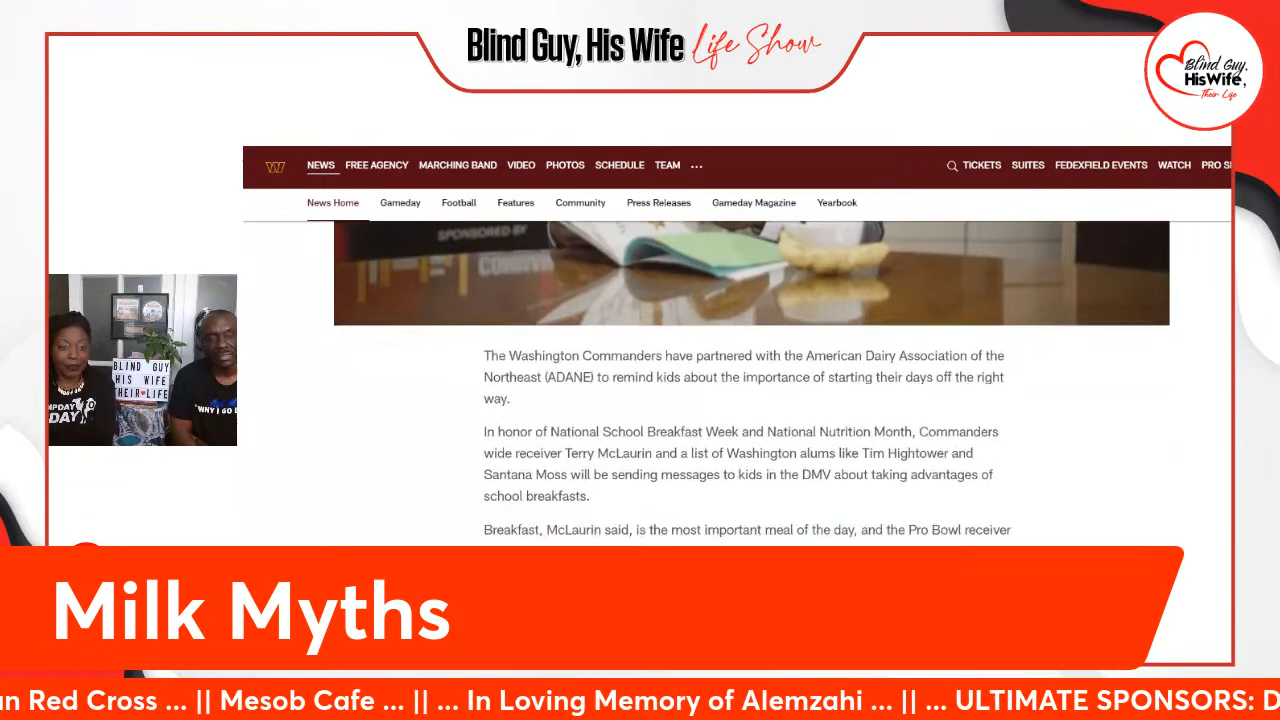 Blind Guy, His Wife Life Show
Blind Guy,
His Wife,
Their Life
NEWS FREE AGENCY MARCHING BAND VIDEO PHOTOS SCHEDULE TEAM ... TICKETS SUITES FEDEXFIELD EVENTS WATCH PRO S
News Home Gameday Football Features Community Press Releases Gameday Magazine Yearbook
SPONSORED BY
The Washington Commanders have partnered with the American Dairy Association of the
Northeast (ADANE) to remind kids about the importance of starting their days off the right
way.
In honor of National School Breakfast Week and National Nutrition Month, Commanders
wide receiver Terry McLaurin and a list of Washington alums like Tim Hightower and
Santana Moss will be sending messages to kids in the DMV about taking advantages of
school breakfasts.
Breakfast, McLaurin said, is the most important meal of the day, and the Pro Bowl receiver
BLIND GUY
HIS WIFE
THEIR♥LIFE
"WHY I GO
Milk Myths
an Red Cross ... || Mesob Cafe ... || ... In Loving Memory of Alemzahi ... || ... ULTIMATE SPONSORS: D